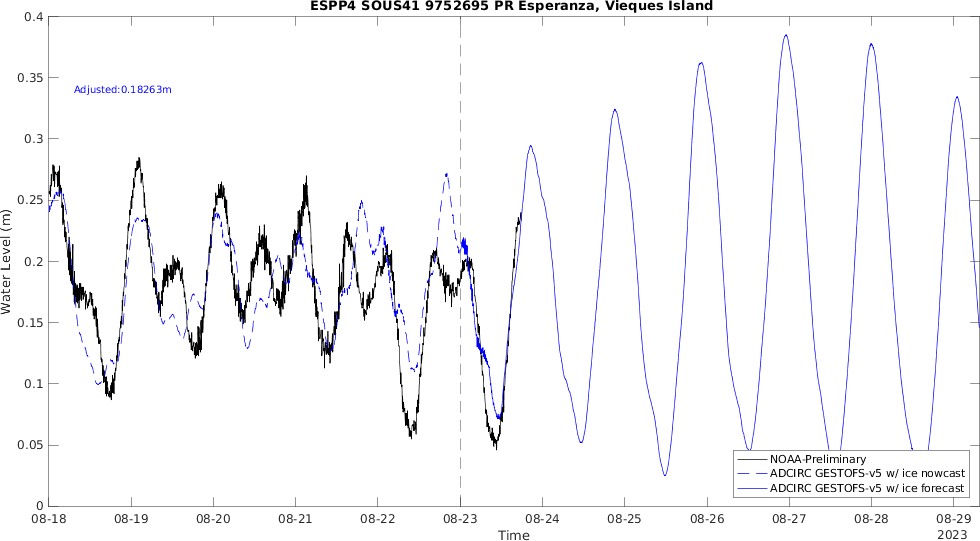 ESPP4 SOUS41 9752695 PR Esperanza, Vieques Island
0.4
0.35
0.3
0.25
0.2
0.15
0.1
0.05
0
Water Level (m)
Adjusted:0.18263m
NOAA-Preliminary
ADCIRC GESTOFS-v5 w/ ice nowcast
ADCIRC GESTOFS-v5 w/ ice forecast
08-18 08-19 08-20 08-21 08-22 08-23 08-24 08-25 08-26 08-27 08-28 08-29
Time 2023